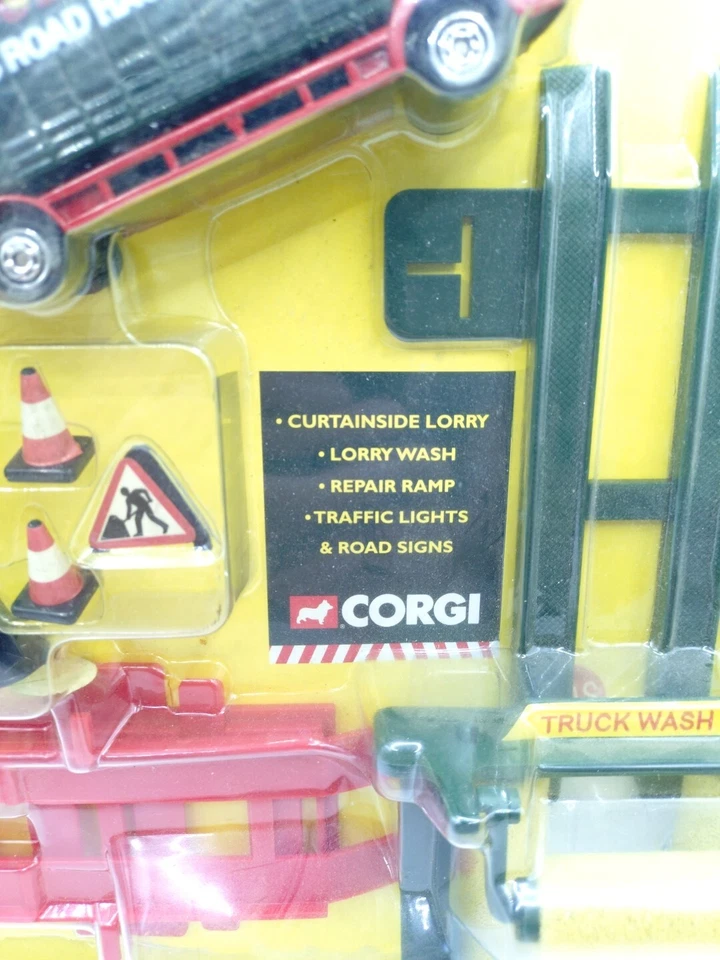 ROAD
• CURTAINSIDE LORRY
• LORRY WASH
• REPAIR RAMP
• TRAFFIC LIGHTS
& ROAD SIGNS
CORGI
TRUCK WASH